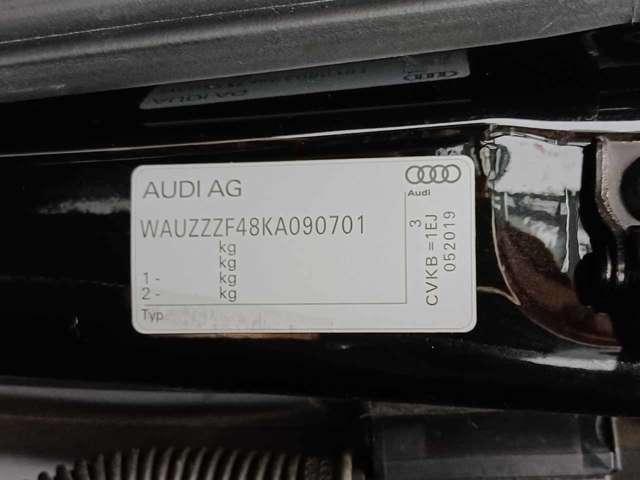 AUDI AG
Audi
WAUZZZF48KA090701
kg
kg
1 - kg
2 - kg
Typ
CVKB =1EJ 3
052019